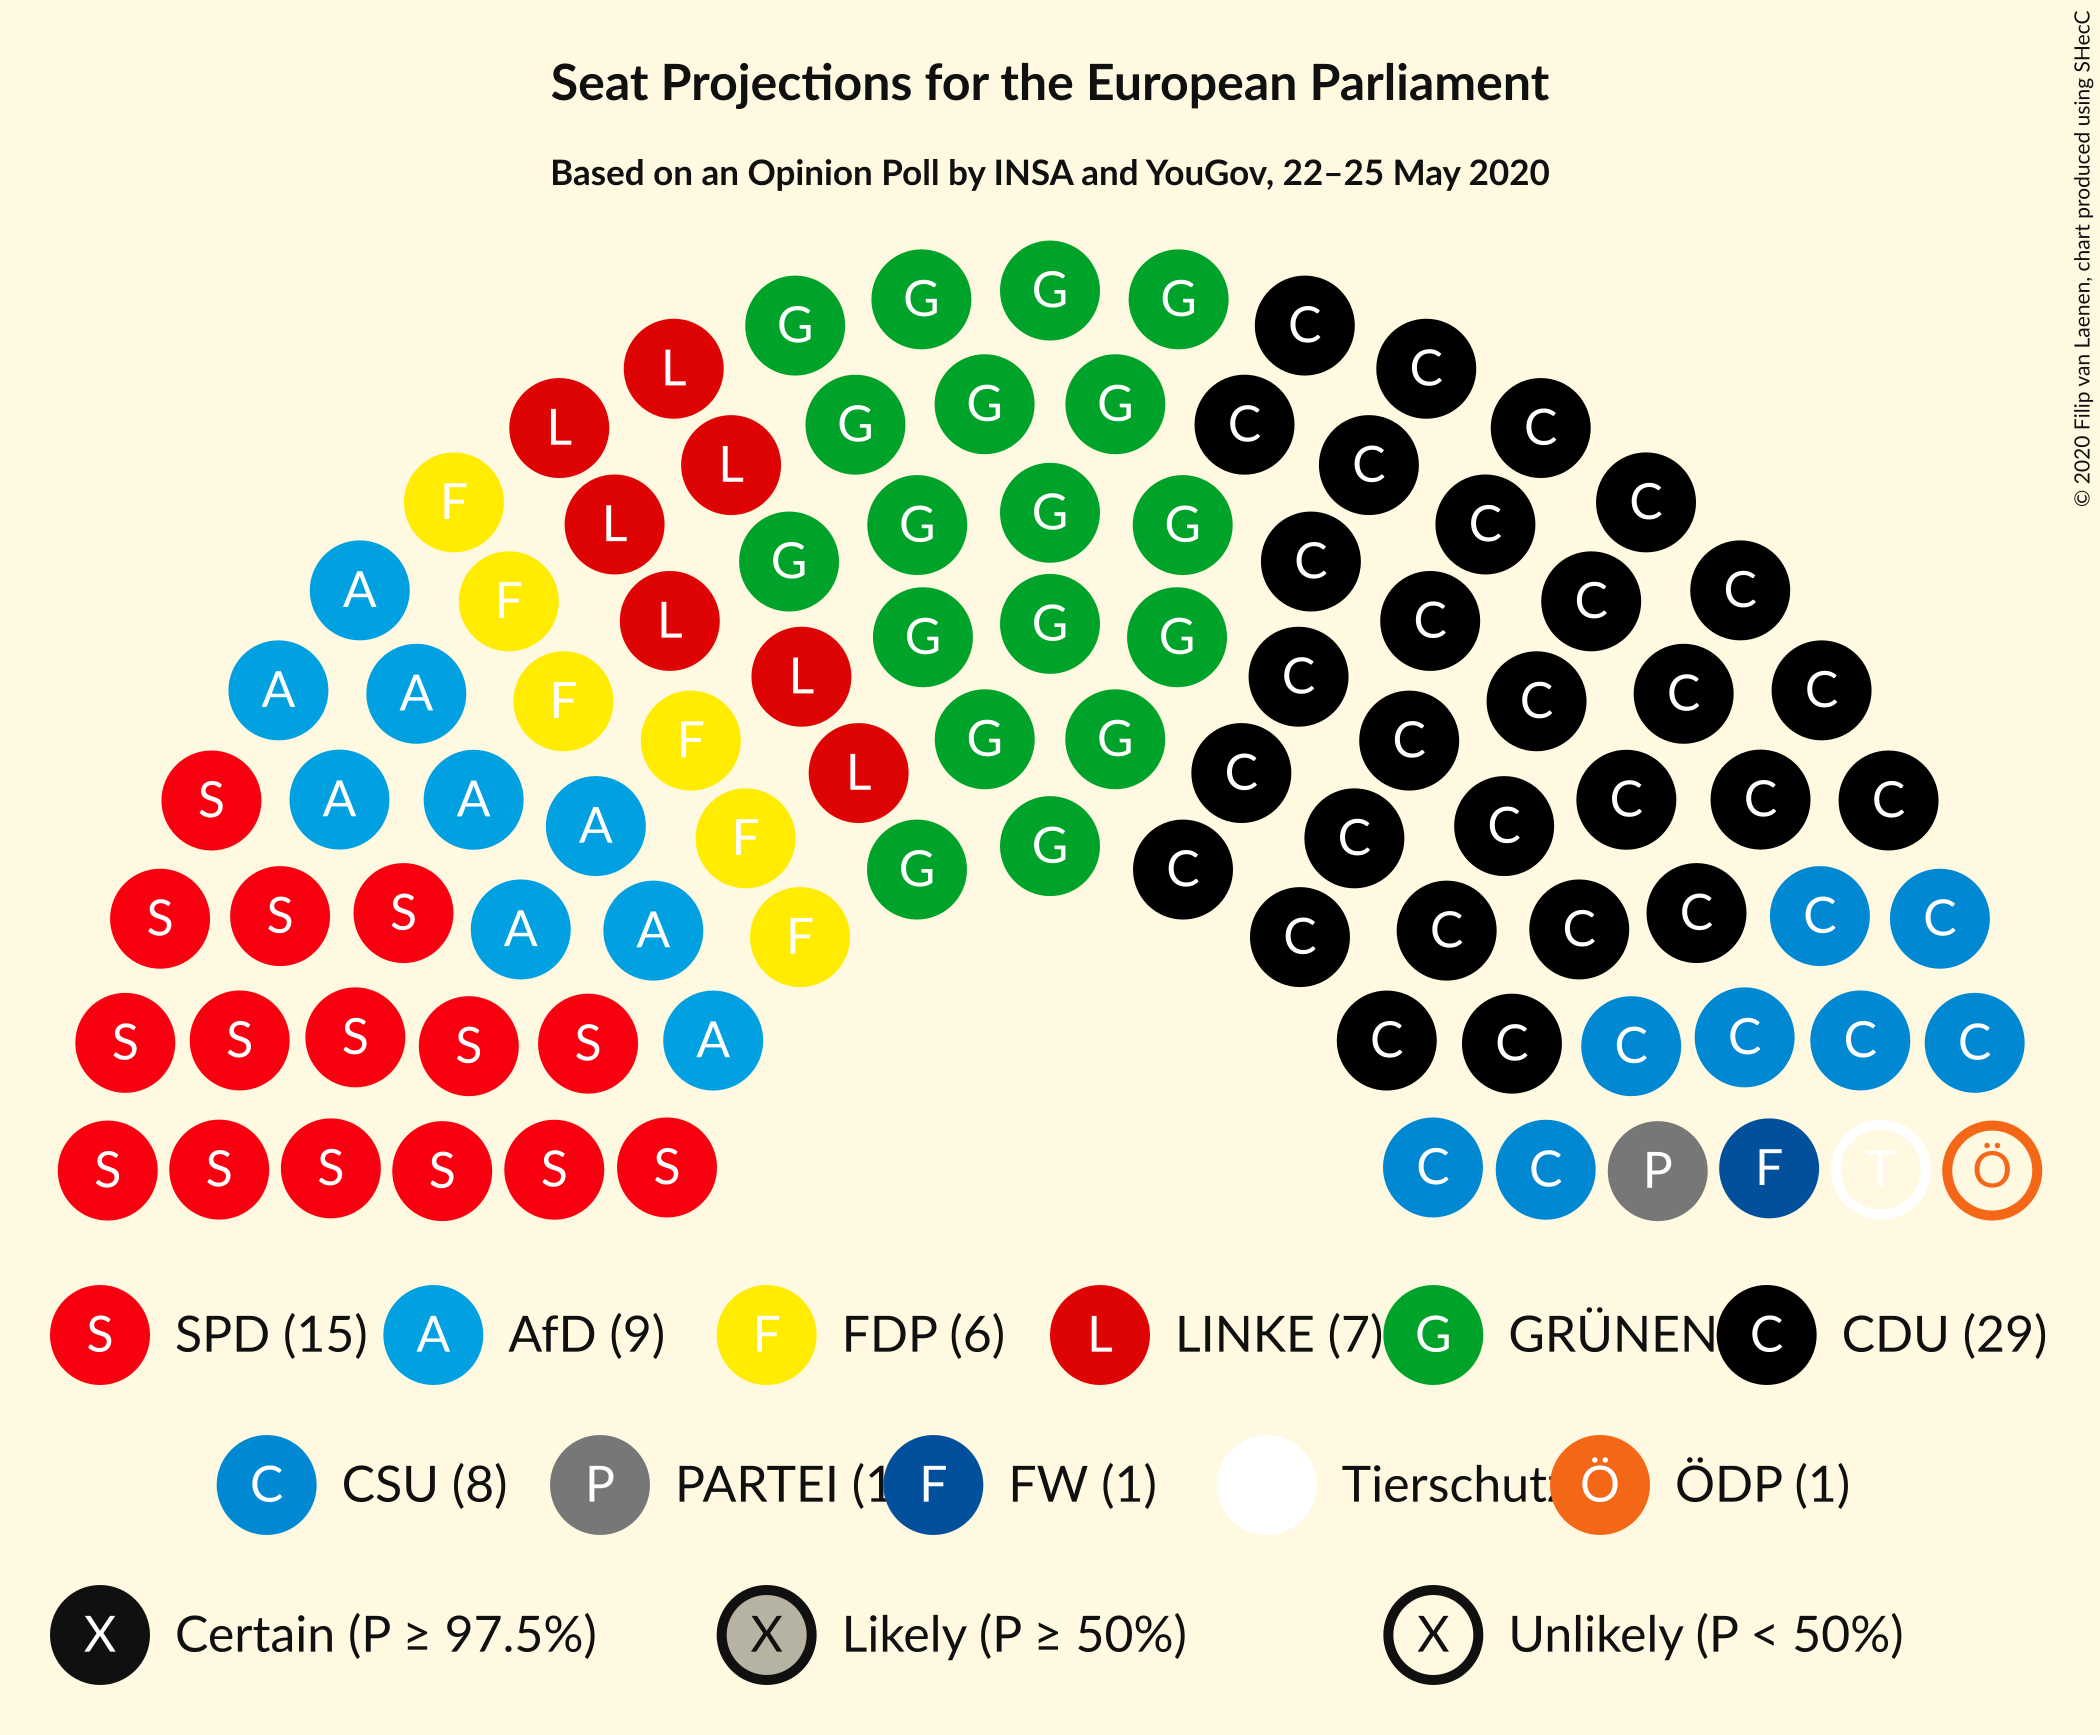 Seat Projections for the European Parliament
Based on an Opinion Poll by INSA and YouGov, 22–25 May 2020
© 2020 Filip van Laenen, chart produced using SHecC
G G G G C
L C
L G G G C C
F L L G G G C C C
A F L G G G G C C C C
A A F F L G G C C C C C
S A A A F L G C C C C C C
S S S A A F G C C C C C C C
S S S S S A C C C C C C
S S S S S S C C P F T Ö
S SPD (15) A AfD (9) F FDP (6) L LINKE (7) G GRÜNEN C CDU (29)
C CSU (8) P PARTEI (1 F FW (1) Tierschutz Ö ÖDP (1)
X Certain (P ≥ 97.5%) X Likely (P ≥ 50%) X Unlikely (P < 50%)